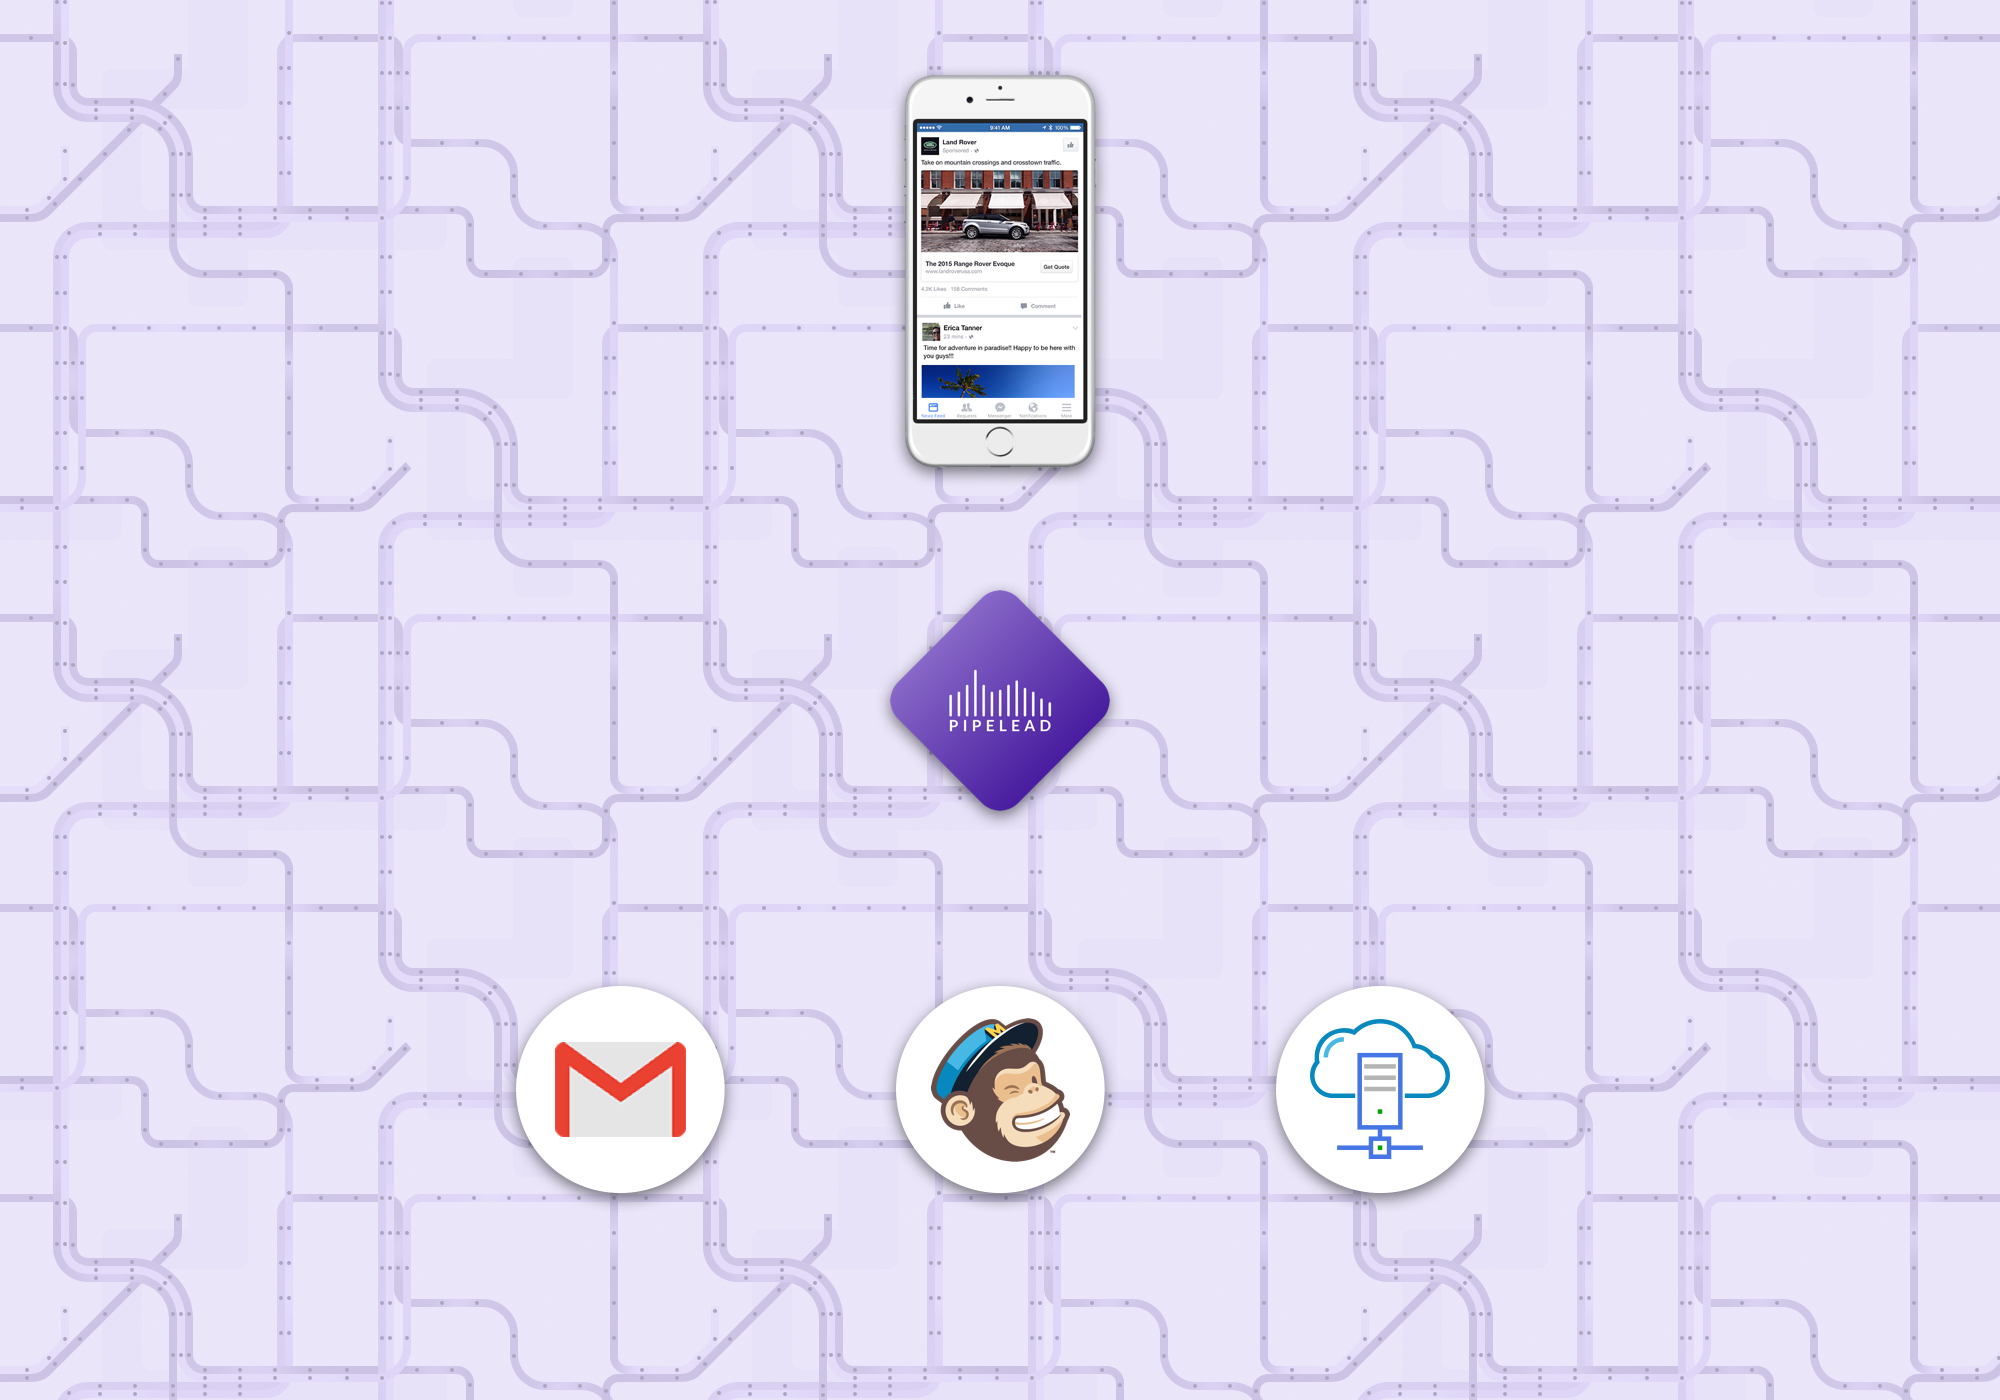 9:41 AM
100%
Land Rover
Sponsored
Take on mountain crossings and crosstown traffic.
The 2015 Range Rover Evoque
www.landroverusa.com
Get Quote
4.2K Likes 158 Comments
Like
Comment
Erica Tanner
23 mins
Time for adventure in paradise!! Happy to be here with
you guys!!!
News Feed
Requests
Messenger
Notifications
More
PIPELEAD
M
™